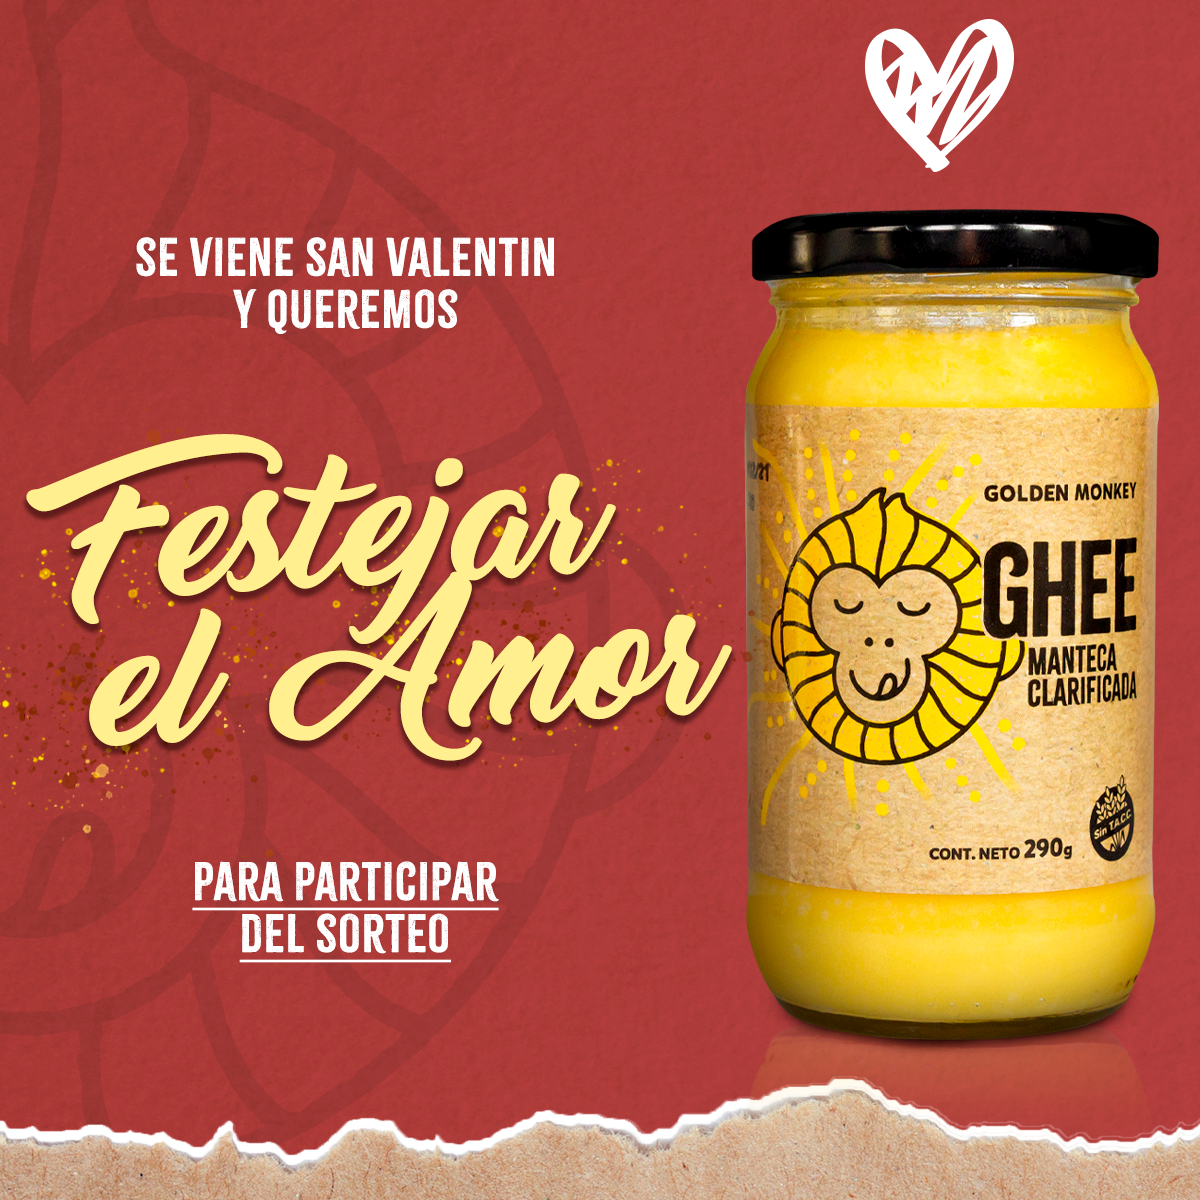 SE VIENE SAN VALENTIN
Y QUEREMOS
Festejar
el Amor
PARA PARTICIPAR
DEL SORTEO
GOLDEN MONKEY
GHEE
MANTECA
CLARIFICADA
Sin T.A.C.C.
CONT. NETO 290g